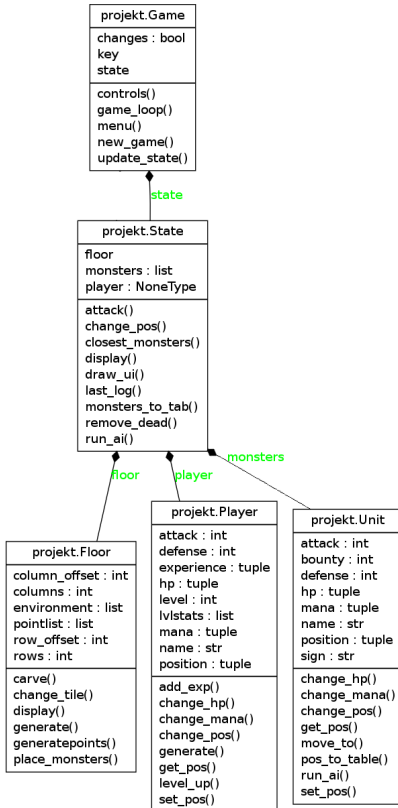 projekt.Game
changes : bool
key
state
controls()
game_loop()
menu()
new_game()
update_state()
state
projekt.State
floor
monsters : list
player : NoneType
attack()
change_pos()
closest_monsters()
display()
draw_ui()
last_log()
monsters_to_tab()
remove_dead()
run_ai()
floor
player
monsters
projekt.Floor
column_offset : int
columns : int
environment : list
pointlist : list
row_offset : int
rows : int
carve()
change_tile()
display()
generate()
generatepoints()
place_monsters()
projekt.Player
attack : int
defense : int
experience : tuple
hp : tuple
level : int
lvlstats : list
mana : tuple
name : str
position : tuple
add_exp()
change_hp()
change_mana()
change_pos()
generate()
get_pos()
level_up()
set_pos()
projekt.Unit
attack : int
bounty : int
defense : int
hp : tuple
mana : tuple
name : str
position : tuple
sign : str
change_hp()
change_mana()
change_pos()
get_pos()
move_to()
pos_to_table()
run_ai()
set_pos()